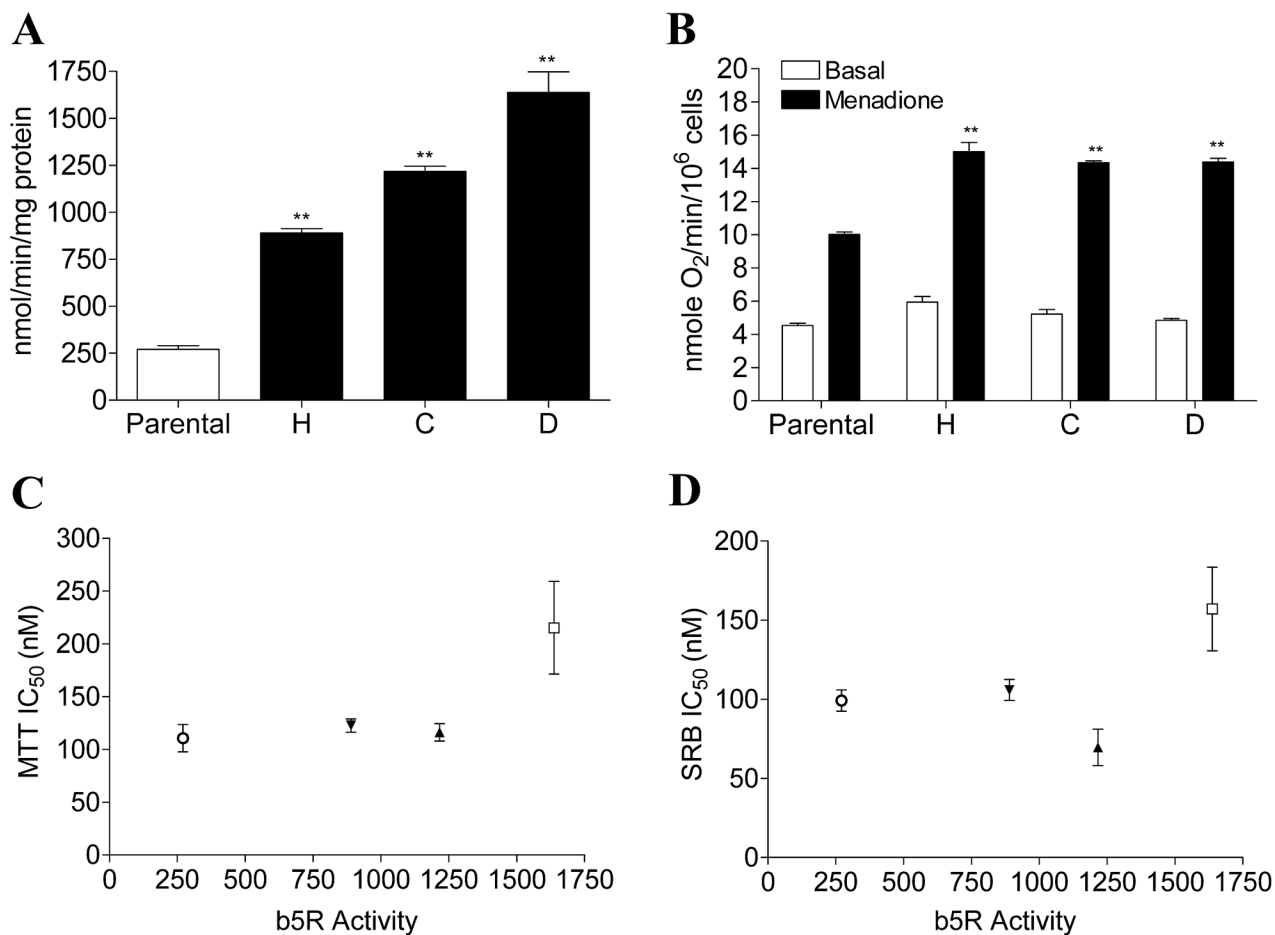 A
nmol/min/mg protein
1750
1500
1250
1000
750
500
250
0
**
**
**
Parental H C D
B
nmole O₂/min/10⁶ cells
20
18
16
14
12
10
8
6
4
2
0
Basal
Menadione
**
**
**
Parental H C D
C
MTT IC₅₀ (nM)
300
250
200
150
100
50
0
0 250 500 750 1000 1250 1500 1750
b5R Activity
D
SRB IC₅₀ (nM)
200
150
100
50
0
0 250 500 750 1000 1250 1500 1750
b5R Activity